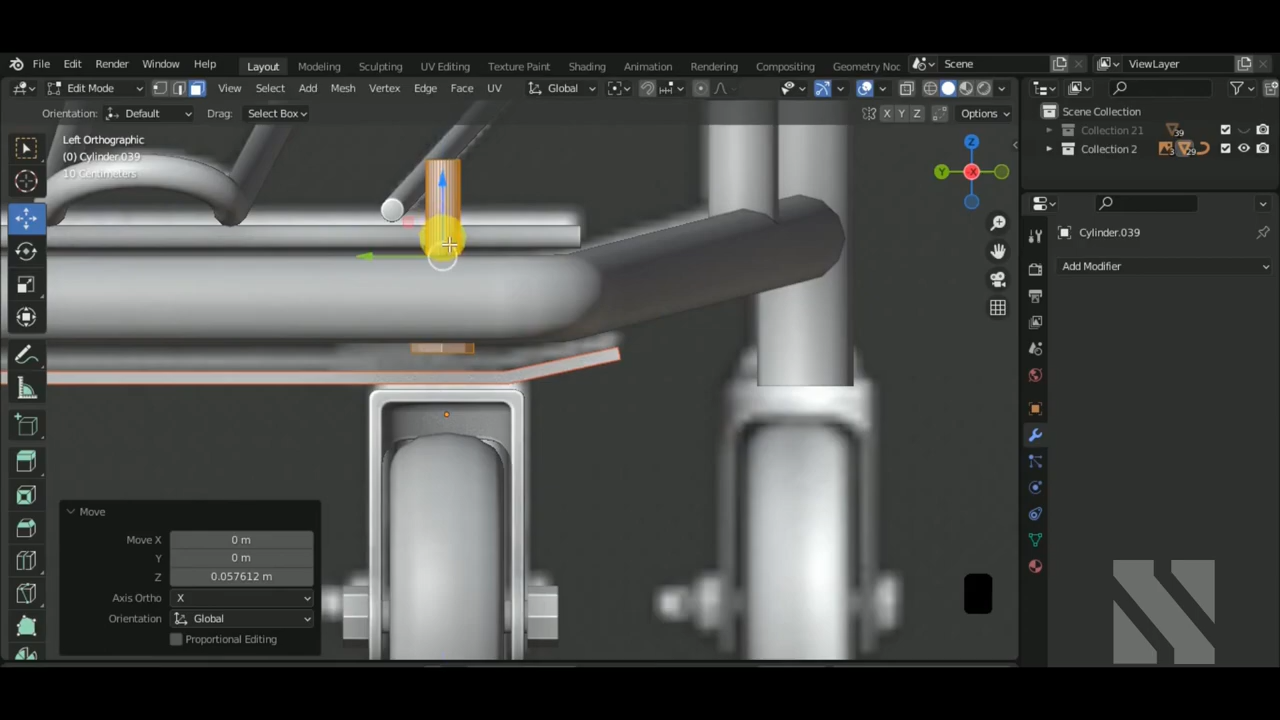 File Edit Render Window Help Layout Modeling Sculpting UV Editing Texture Paint Shading Animation Rendering Compositing Geometry Noc Scene ViewLayer
Edit Mode View Select Add Mesh Vertex Edge Face UV Global
Orientation: Default Drag: Select Box X Y Z Options
Scene Collection
Collection 21 39
Collection 2 3 29
Left Orthographic
(0) Cylinder.039
10 Centimeters
Z
Y X
Cylinder.039
Add Modifier
Move
Move X 0 m
Y 0 m
Z 0.057612 m
Axis Ortho X
Orientation Global
Proportional Editing